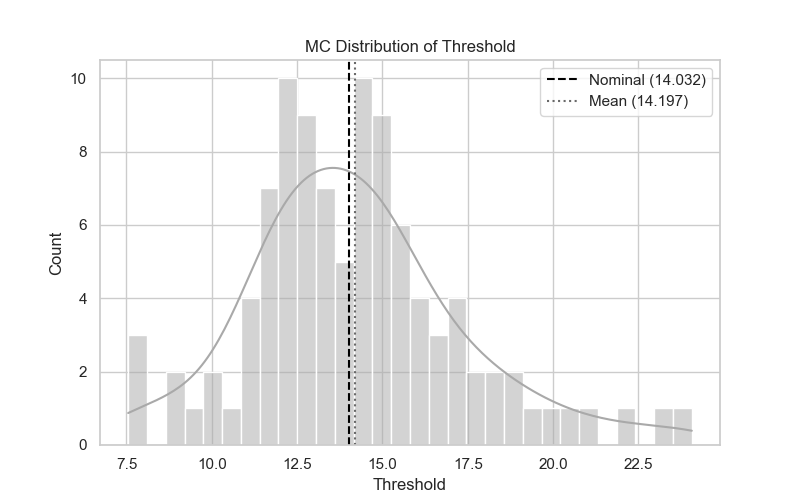 MC Distribution of Threshold
Nominal (14.032)
Mean (14.197)
10
8
6
4
2
0
Count
7.5 10.0 12.5 15.0 17.5 20.0 22.5
Threshold